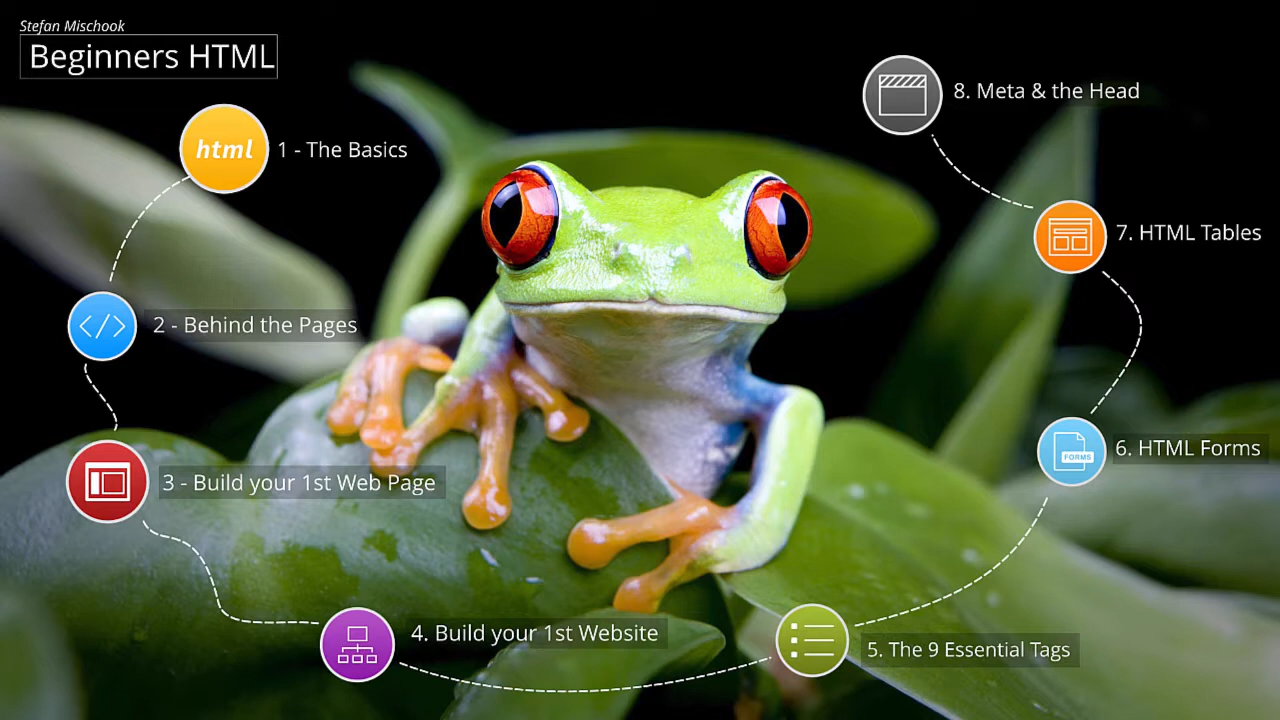 Stefan Mischook
Beginners HTML
html
1 - The Basics
</>
2 - Behind the Pages
3 - Build your 1st Web Page
4. Build your 1st Website
5. The 9 Essential Tags
FORMS
6. HTML Forms
7. HTML Tables
8. Meta & the Head